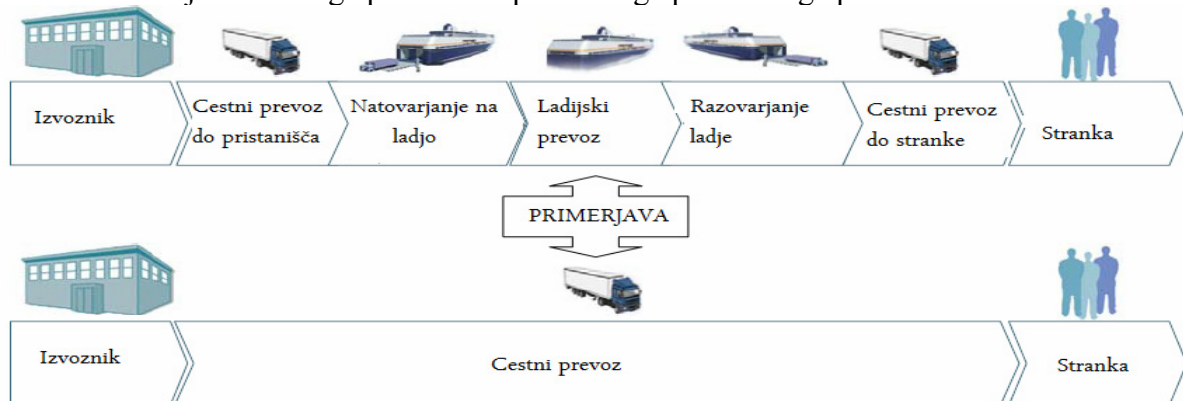 Izvoznik
Cestni prevoz
do pristanišča
Natovarjanje na
ladjo
Ladijski
prevoz
Razovarjanje
ladje
Cestni prevoz
do stranke
Stranka
PRIMERJAVA
Izvoznik
Cestni prevoz
Stranka